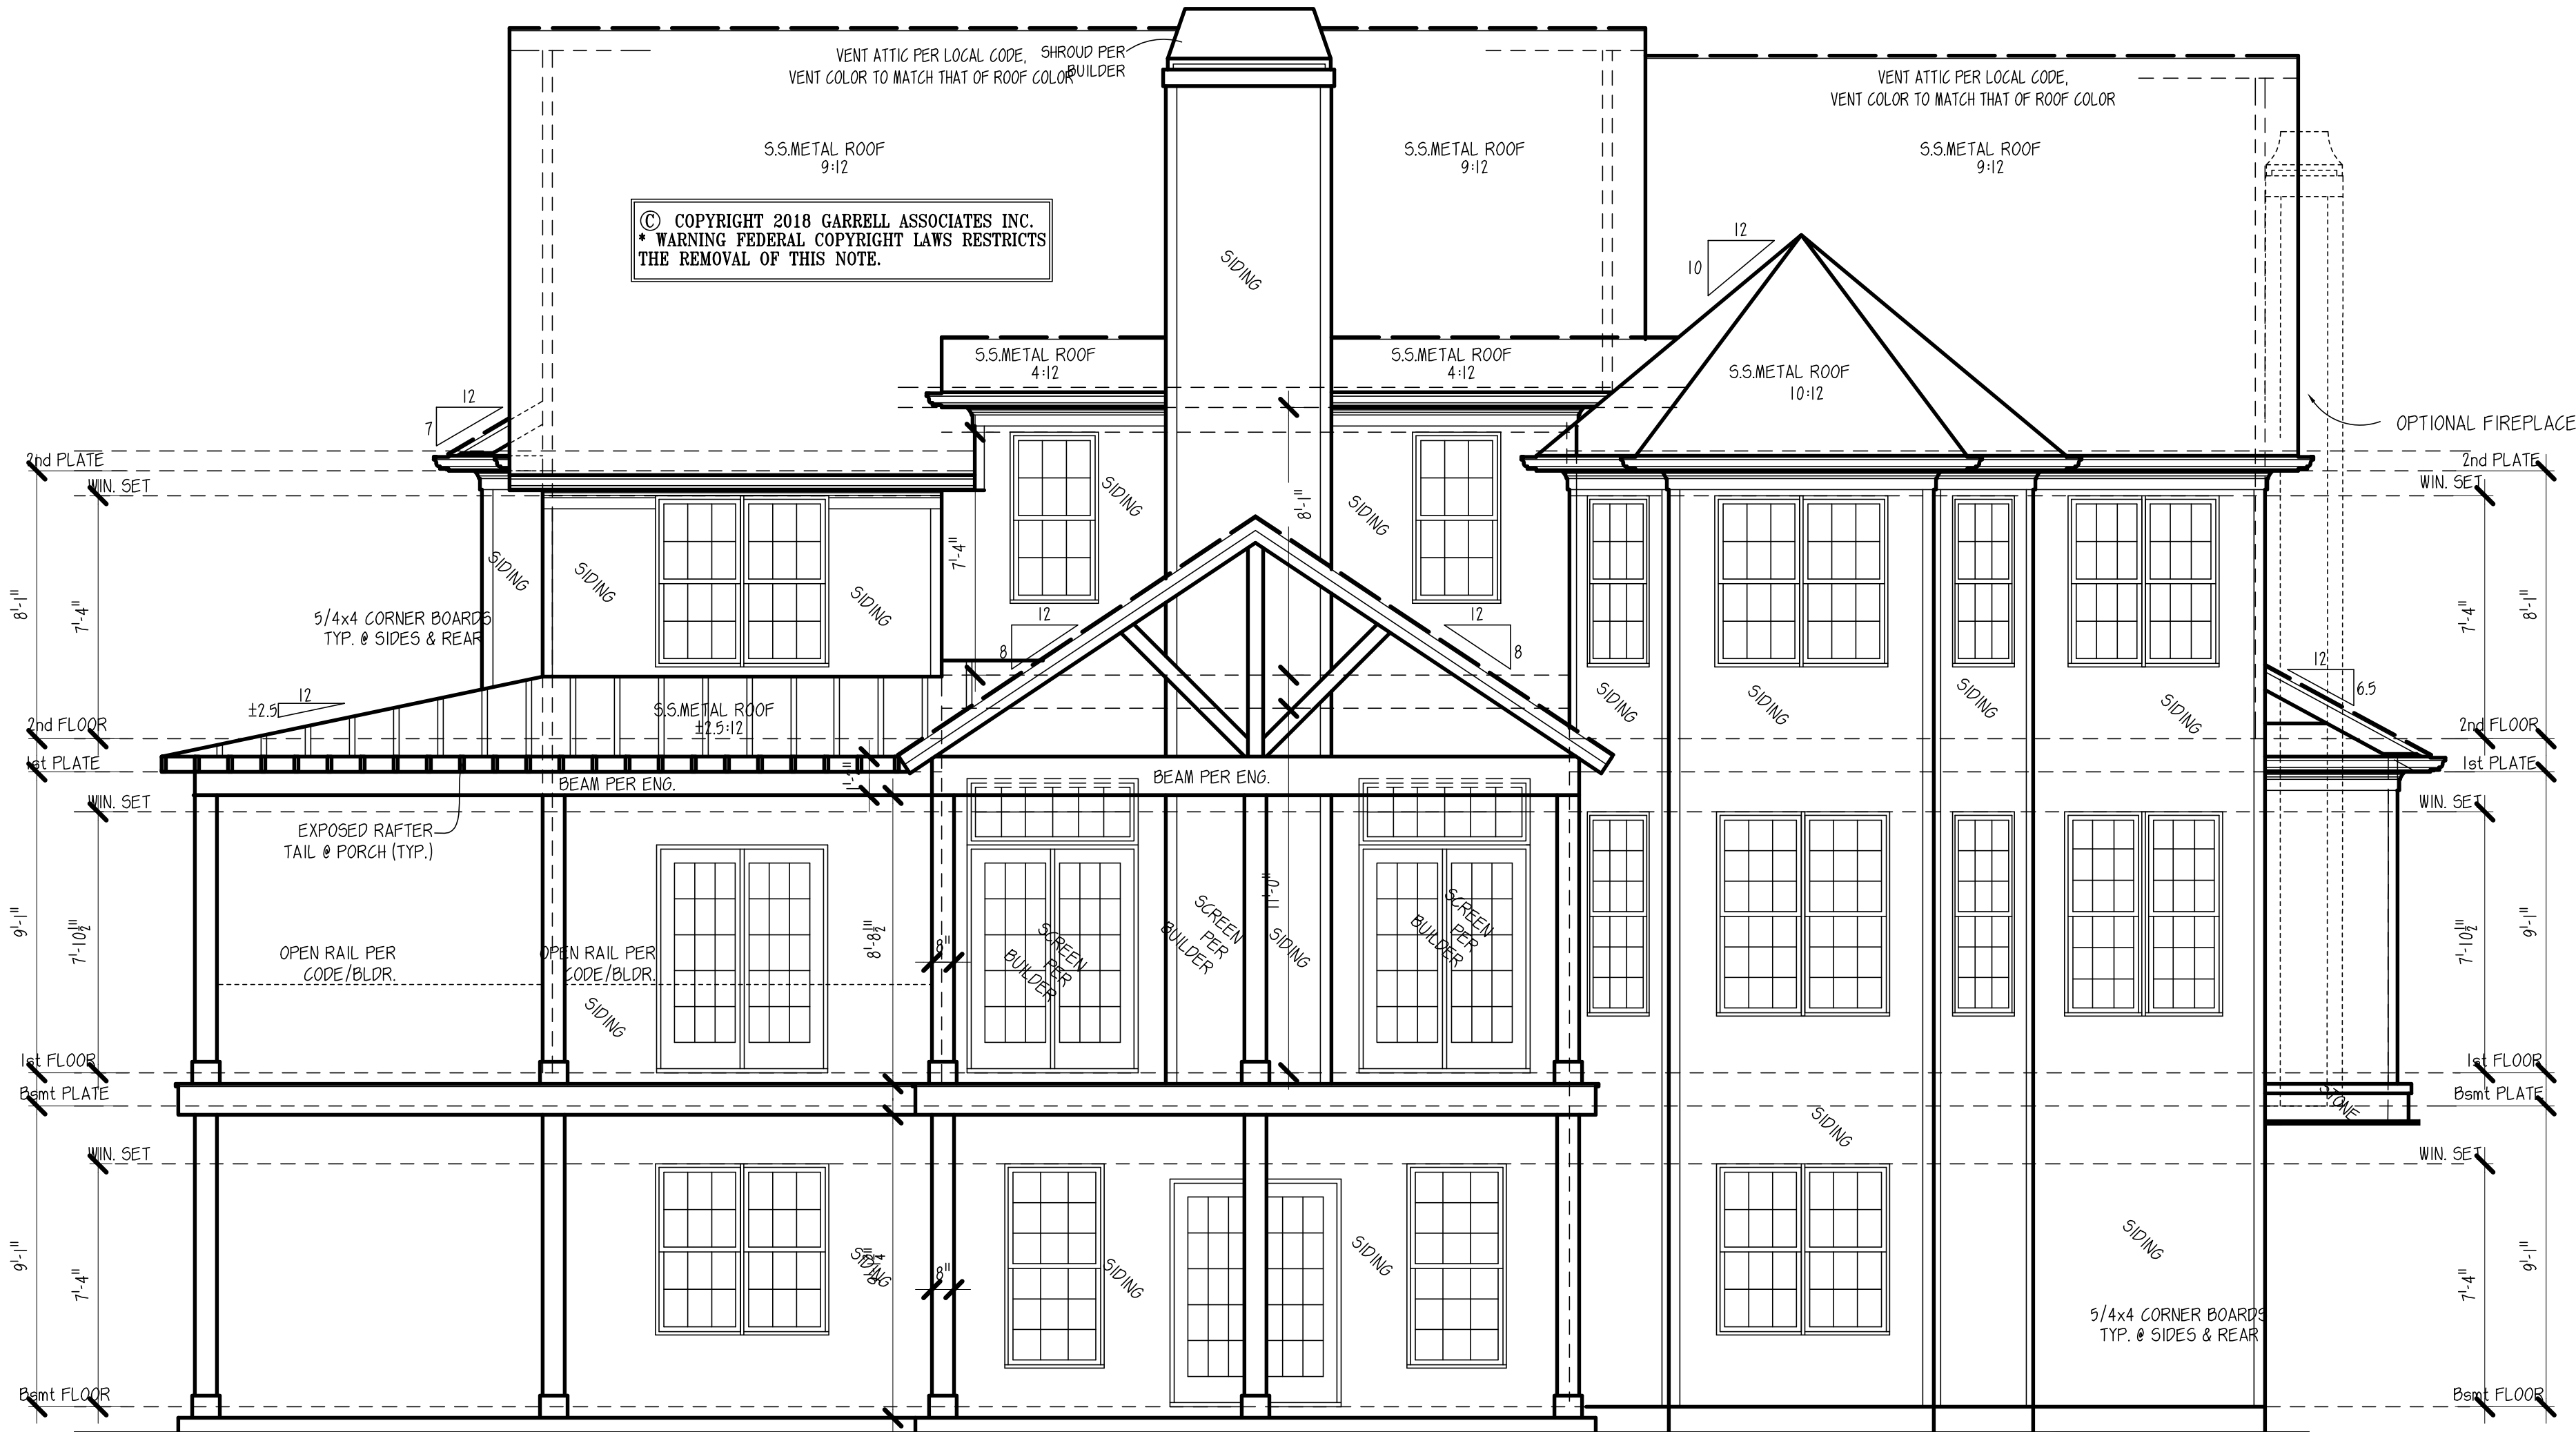 VENT ATTIC PER LOCAL CODE,
VENT COLOR TO MATCH THAT OF ROOF COLOR
SHROUD PER
BUILDER
VENT ATTIC PER LOCAL CODE,
VENT COLOR TO MATCH THAT OF ROOF COLOR
S.S.METAL ROOF
9:12
S.S.METAL ROOF
9:12
S.S.METAL ROOF
9:12
© COPYRIGHT 2018 GARRELL ASSOCIATES INC.
* WARNING FEDERAL COPYRIGHT LAWS RESTRICTS
THE REMOVAL OF THIS NOTE.
SIDING
12
10
S.S.METAL ROOF
4:12
S.S.METAL ROOF
4:12
S.S.METAL ROOF
10:12
12
7
OPTIONAL FIREPLACE
2nd PLATE
WIN. SET
2nd PLATE
WIN. SET
SIDING
SIDING
8'-1"
SIDING
SIDING
SIDING
7'-4"
8'-1"
7'-4"
7'-4"
8'-1"
5/4x4 CORNER BOARDS
TYP. @ SIDES & REAR
12
8
12
8
12
6.5
SIDING
SIDING
SIDING
SIDING
12
±2.5
S.S.METAL ROOF
±2.5:12
2nd FLOOR
1st PLATE
2nd FLOOR
1st PLATE
BEAM PER ENG.
BEAM PER ENG.
WIN. SET
WIN. SET
EXPOSED RAFTER
TAIL @ PORCH (TYP.)
9'-1"
7'-10½"
8'-8½"
11'-0"
7'-10½"
9'-1"
OPEN RAIL PER
CODE/BLDR.
OPEN RAIL PER
CODE/BLDR.
8"
SCREEN
PER
BUILDER
SCREEN
PER
BUILDER
SIDING
SCREEN
PER
BUILDER
SIDING
1st FLOOR
Bsmt PLATE
1st FLOOR
Bsmt PLATE
STONE
SIDING
WIN. SET
WIN. SET
9'-1"
7'-4"
SIDING
8"
SIDING
SIDING
SIDING
7'-4"
9'-1"
5/4x4 CORNER BOARDS
TYP. @ SIDES & REAR
Bsmt FLOOR
Bsmt FLOOR